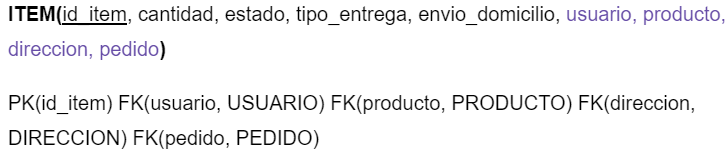 ITEM(id_item, cantidad, estado, tipo_entrega, envio_domicilio, usuario, producto,
direccion, pedido)
PK(id_item) FK(usuario, USUARIO) FK(producto, PRODUCTO) FK(direccion,
DIRECCION) FK(pedido, PEDIDO)